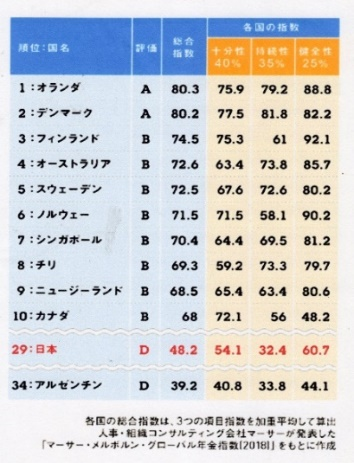 順位：国名 評価 総合指数 各国の指数
十分性 40% 持続性 35% 健全性 25%
1：オランダ A 80.3 75.9 79.2 88.8
2：デンマーク A 80.2 77.5 81.8 82.2
3：フィンランド B 74.5 75.3 61 92.1
4：オーストラリア B 72.6 63.4 73.8 85.7
5：スウェーデン B 72.5 67.6 72.6 80.2
6：ノルウェー B 71.5 71.5 58.1 90.2
7：シンガポール B 70.4 64.4 69.5 81.2
8：チリ B 69.3 59.2 73.3 79.7
9：ニュージーランド B 68.5 65.4 63.4 80.6
10：カナダ B 68 72.1 56 48.2
29：日本 D 48.2 54.1 32.4 60.7
34：アルゼンチン D 39.2 40.8 33.8 44.1
各国の総合指数は、3つの項目指数を加重平均して算出
人事・組織コンサルティング会社マーサーが発表した
「マーサー・メルボルン・グローバル年金指数[2018]」をもとに作成